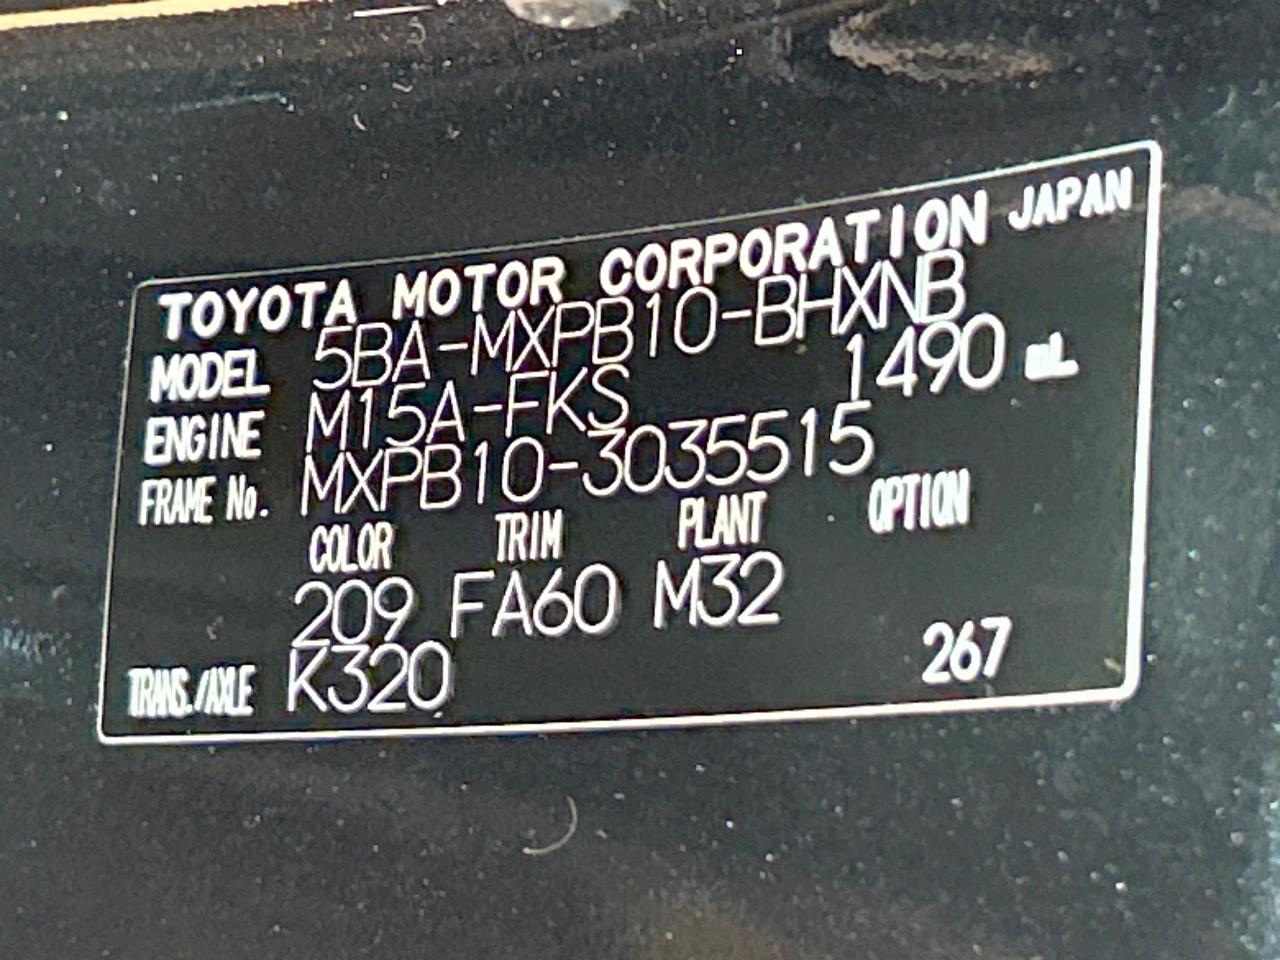 TOYOTA MOTOR CORPORATION JAPAN
MODEL 5BA-MXPB10-BHXNB
ENGINE M15A-FKS 1490 mL
FRAME No. MXPB10-3035515
COLOR TRIM PLANT OPTION
209 FA60 M32
TRANS./AXLE K320 267